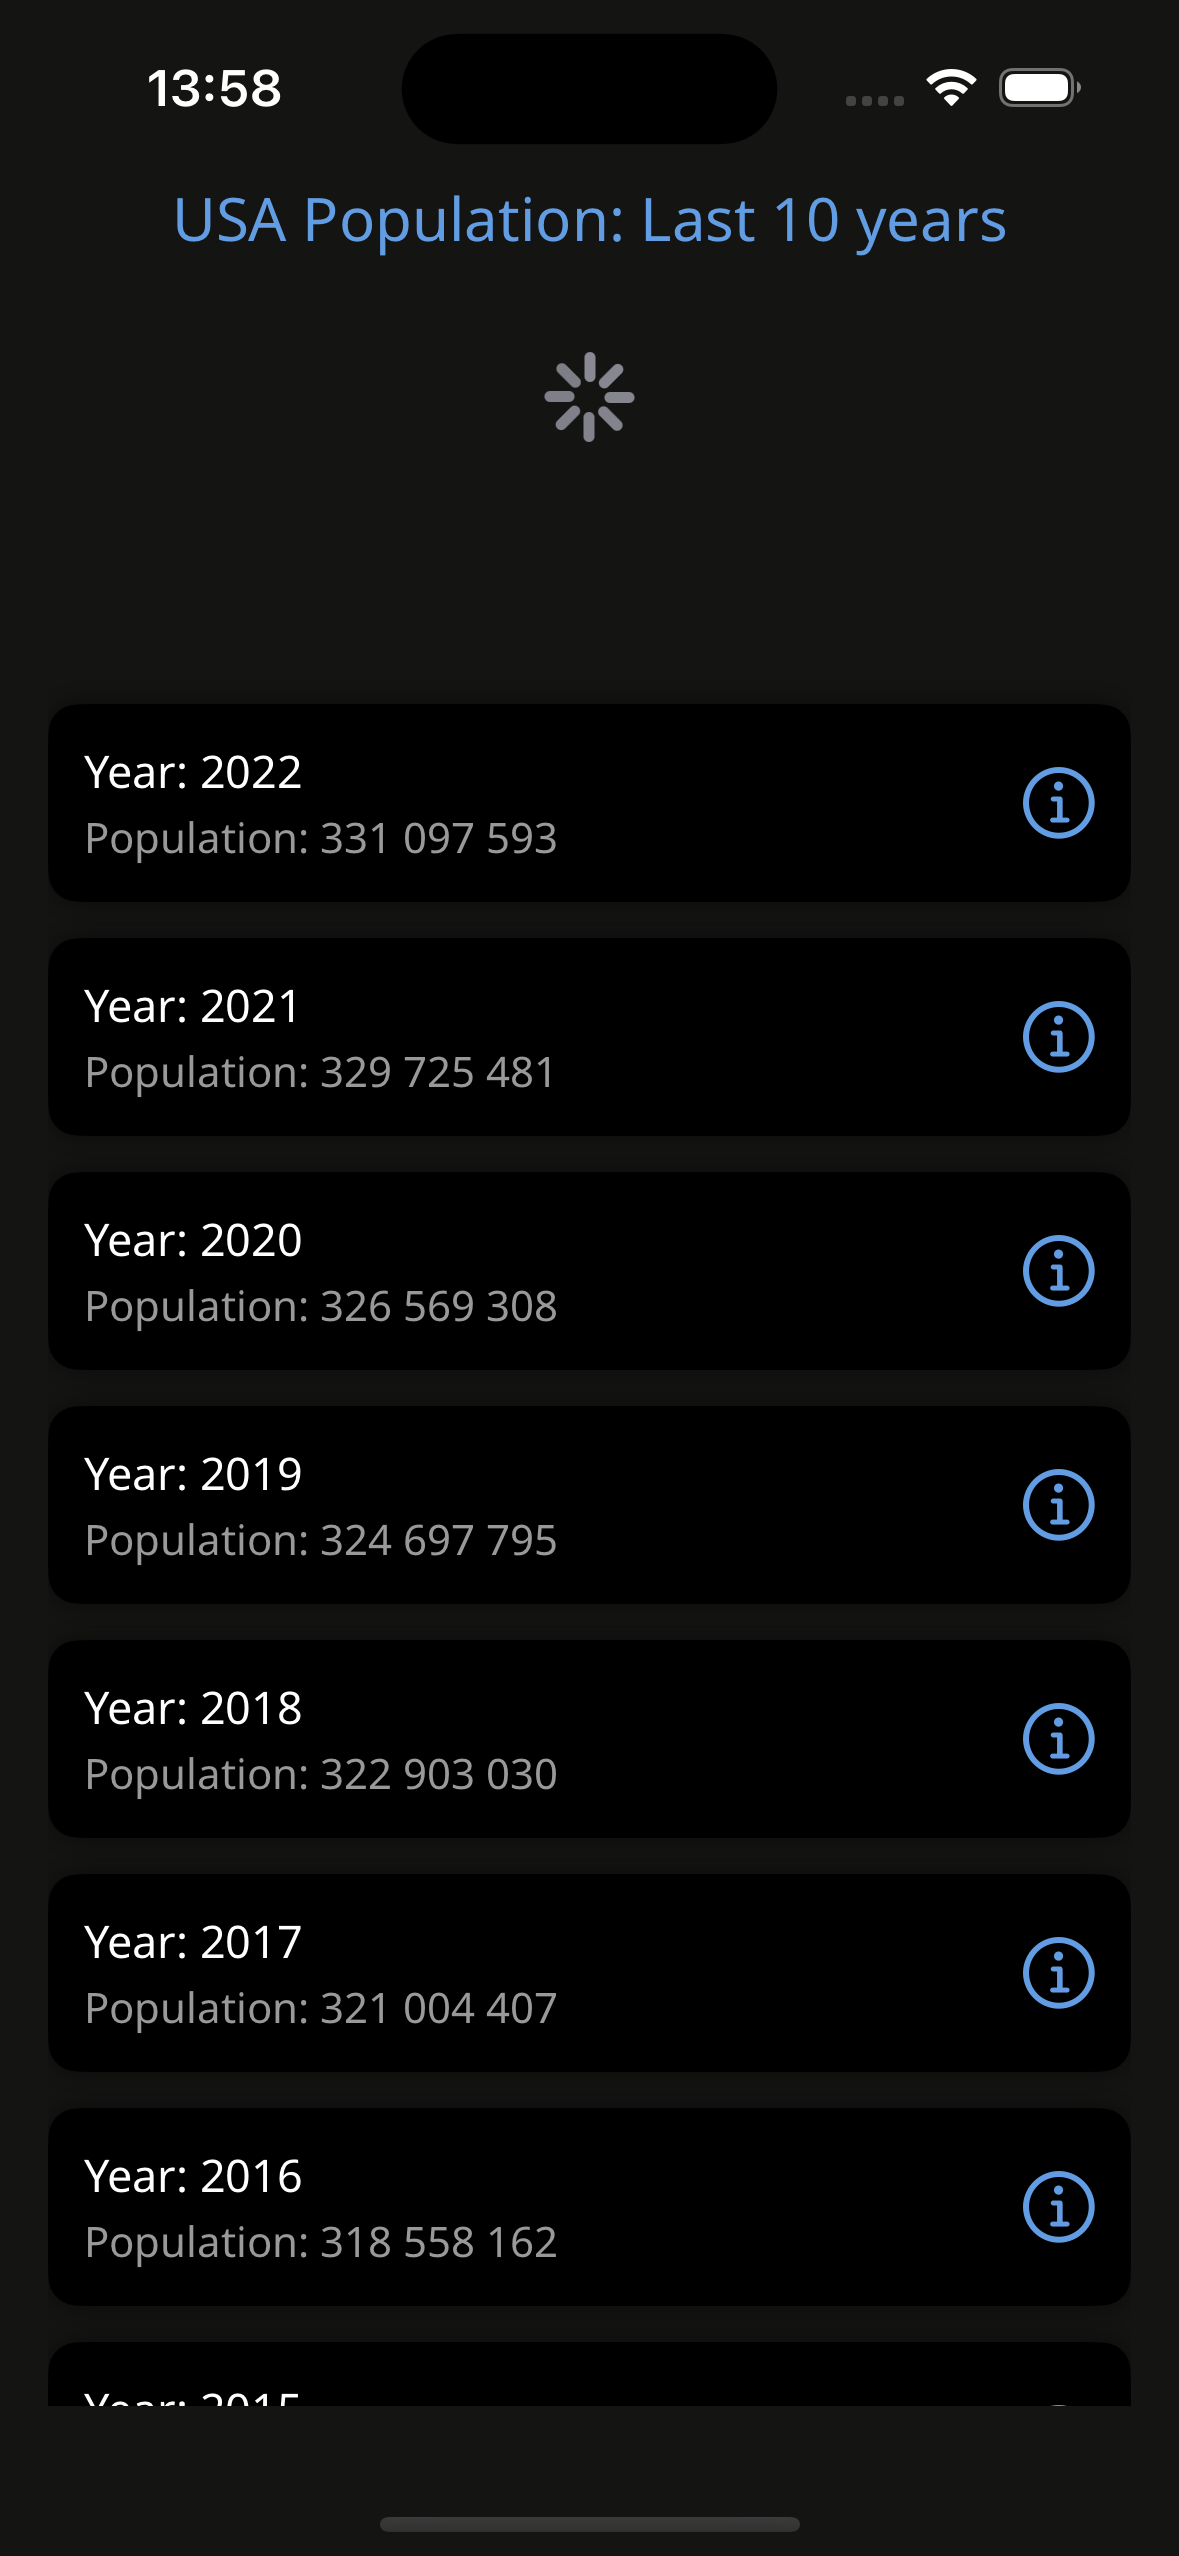 13:58
USA Population: Last 10 years
Year: 2022
Population: 331 097 593
Year: 2021
Population: 329 725 481
Year: 2020
Population: 326 569 308
Year: 2019
Population: 324 697 795
Year: 2018
Population: 322 903 030
Year: 2017
Population: 321 004 407
Year: 2016
Population: 318 558 162
Year: 2015